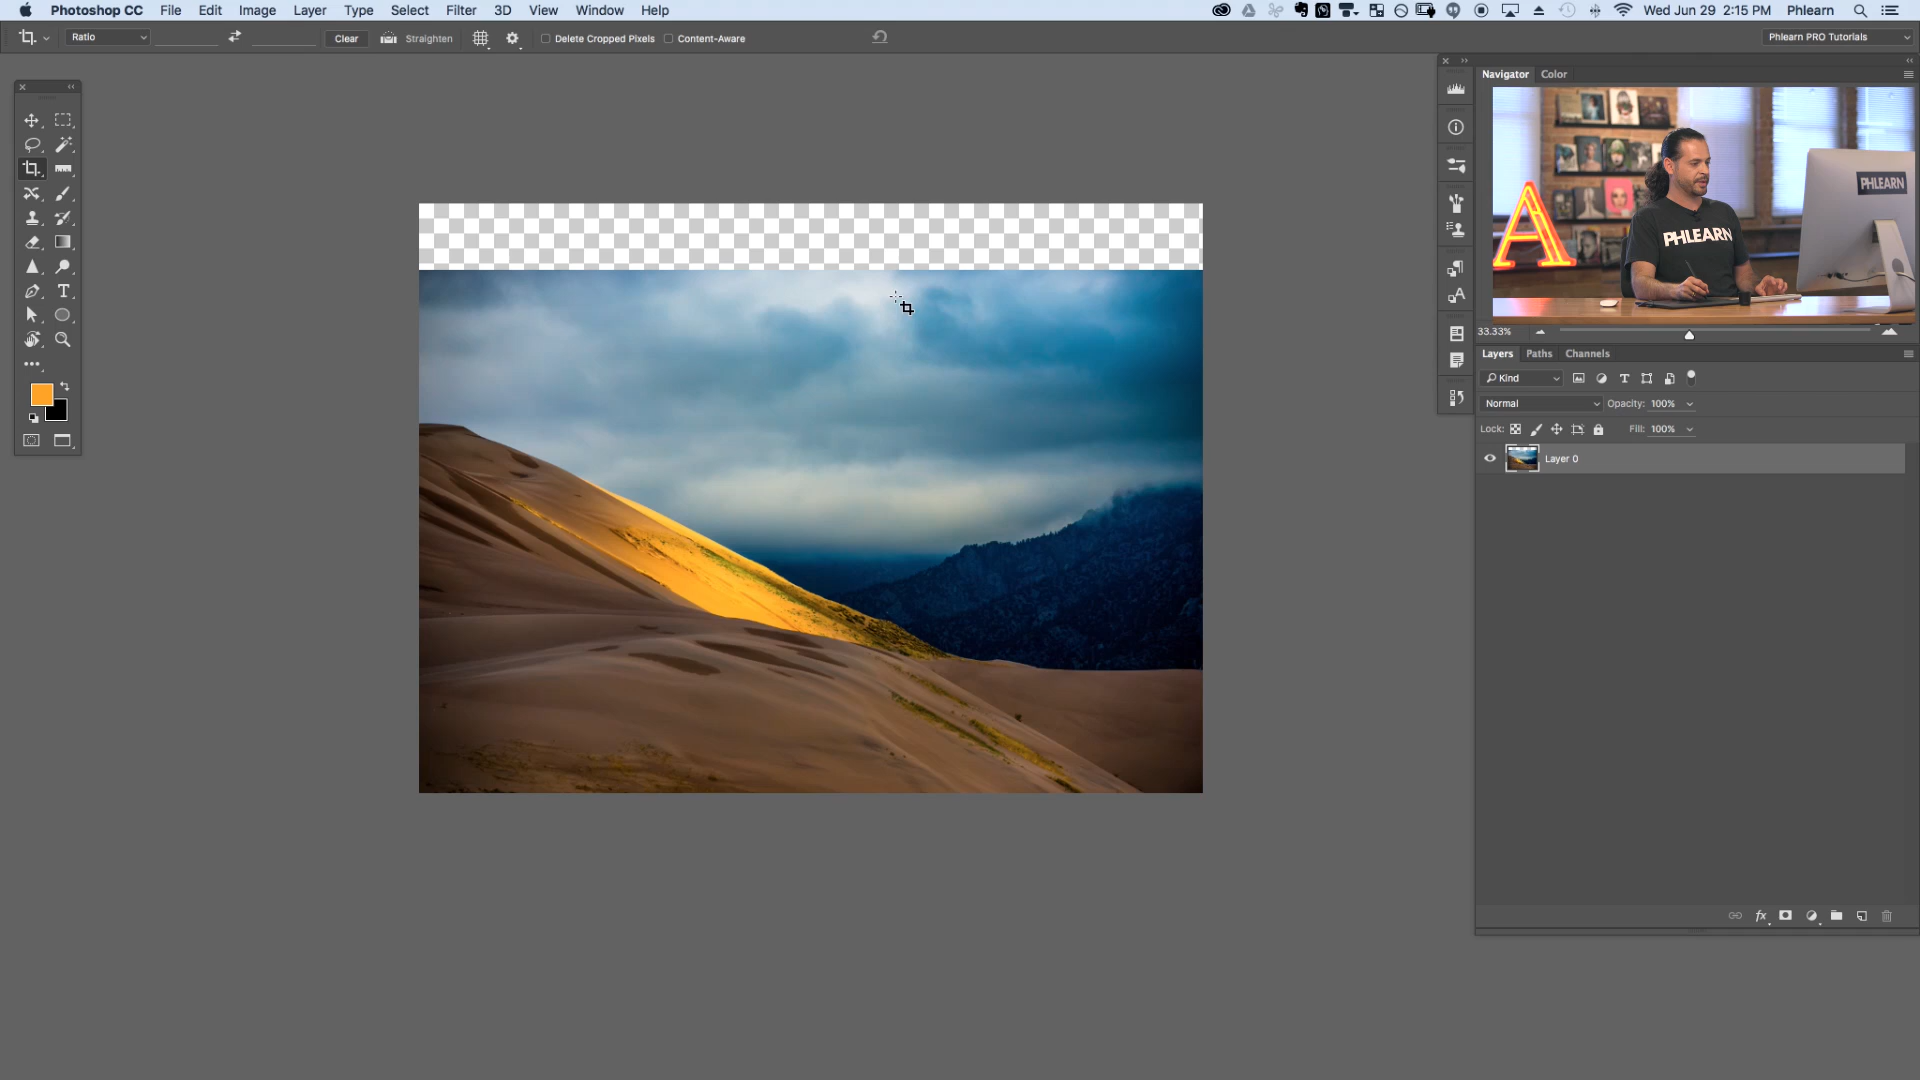 Photoshop CC File Edit Image Layer Type Select Filter 3D View Window Help Wed Jun 29 2:15 PM Phlearn
Ratio Clear Straighten Delete Cropped Pixels Content-Aware Phlearn PRO Tutorials
Navigator Color
PHLEARN
PHLEARN
A
33.33%
Layers Paths Channels
Kind
Normal Opacity: 100%
Lock: Fill: 100%
Layer 0
fx